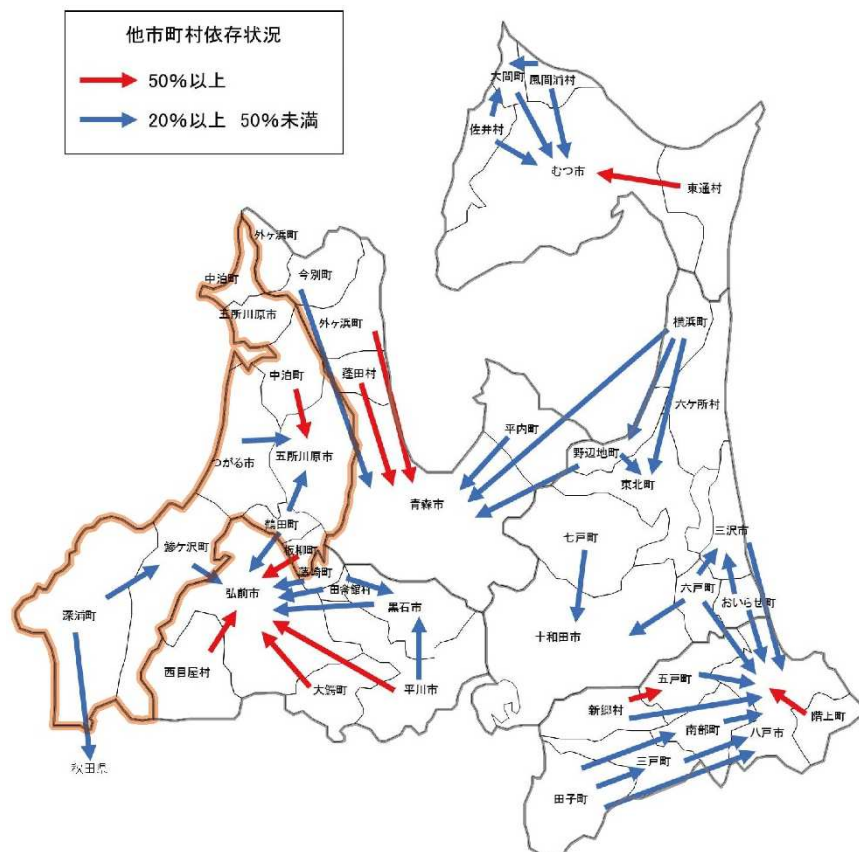 他市町村依存状況
50%以上
20%以上 50%未満
大間町
風間浦村
佐井村
むつ市
東通村
外ヶ浜町
今別町
中泊町
五所川原市
外ヶ浜町
横浜町
中泊町
蓬田村
六ケ所村
平内町
つがる市
五所川原市
野辺地町
東北町
青森市
鶴田町
七戸町
三沢市
板柳町
鰺ケ沢町
藤崎町
弘前市
田舎館村
六戸町
おいらせ町
黒石市
深浦町
十和田市
西目屋村
大鰐町
平川市
五戸町
新郷村
階上町
南部町
八戸市
三戸町
秋田県
田子町